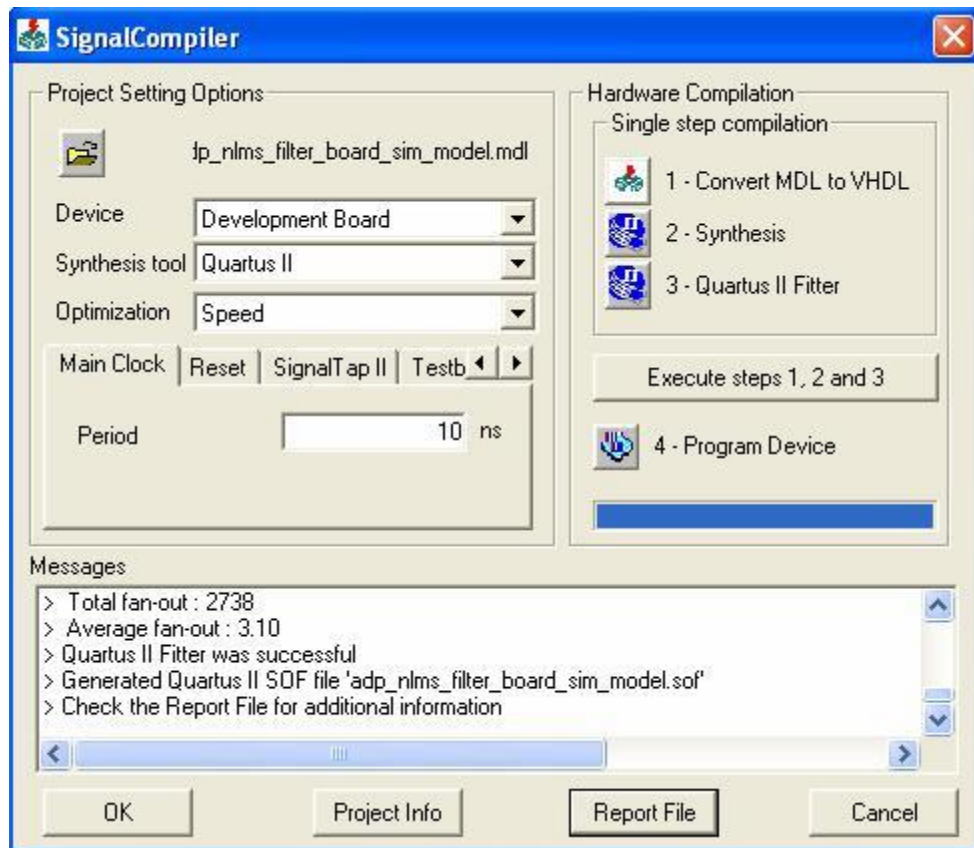 SignalCompiler
Project Setting Options
dp_nlms_filter_board_sim_model.mdl
Device
Development Board
Synthesis tool
Quartus II
Optimization
Speed
Main Clock
Reset
SignalTap II
Testb
Period
10 ns
Hardware Compilation
Single step compilation
1 - Convert MDL to VHDL
2 - Synthesis
3 - Quartus II Fitter
Execute steps 1, 2 and 3
4 - Program Device
Messages
> Total fan-out : 2738
> Average fan-out : 3.10
> Quartus II Fitter was successful
> Generated Quartus II SOF file 'adp_nlms_filter_board_sim_model.sof'
> Check the Report File for additional information
OK
Project Info
Report File
Cancel